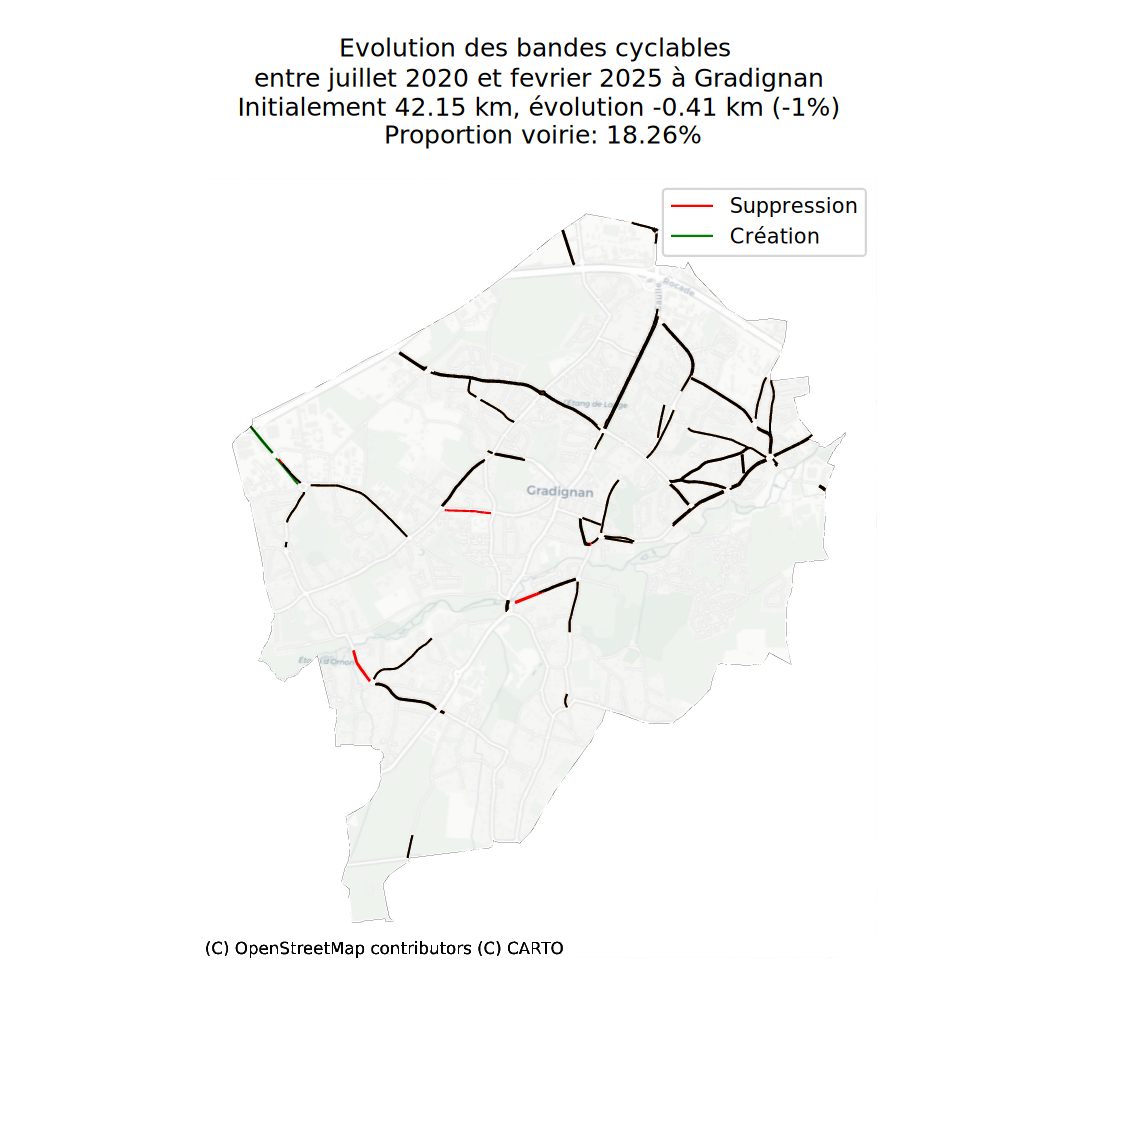 Evolution des bandes cyclables
entre juillet 2020 et fevrier 2025 à Gradignan
Initialement 42.15 km, évolution -0.41 km (-1%)
Proportion voirie: 18.26%
Suppression
Création
Rocade
Gradignan
(C) OpenStreetMap contributors (C) CARTO